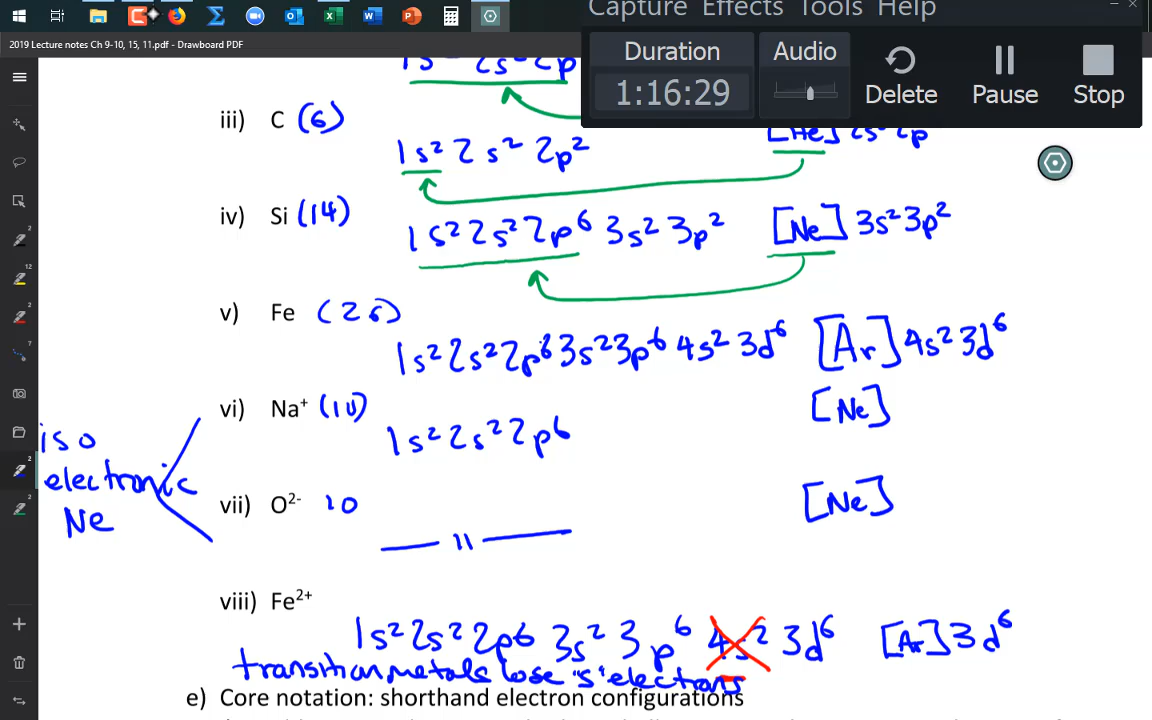 Capture Effects Tools Help
2019 Lecture notes Ch 9-10, 15, 11.pdf - Drawboard PDF
Duration
Audio
1:16:29
Delete
Pause
Stop
iii) C (6)
1s² 2s² 2p²
[He] 2s² 2p
iv) Si (14)
1s² 2s² 2p⁶ 3s² 3p² [Ne] 3s² 3p²
v) Fe (26)
1s² 2s² 2p⁶ 3s² 3p⁶ 4s² 3d⁶ [Ar] 4s² 3d⁶
vi) Na⁺ (10)
[Ne]
1s² 2s² 2p⁶
iso
electronic
Ne
vii) O²⁻ 10
[Ne]
— 11 —
viii) Fe²⁺
1s² 2s² 2p6 3s² 3p⁶ 4s² 3d⁶ [Ar] 3d⁶
transition metals lose "s" electrons
e) Core notation: shorthand electron configurations